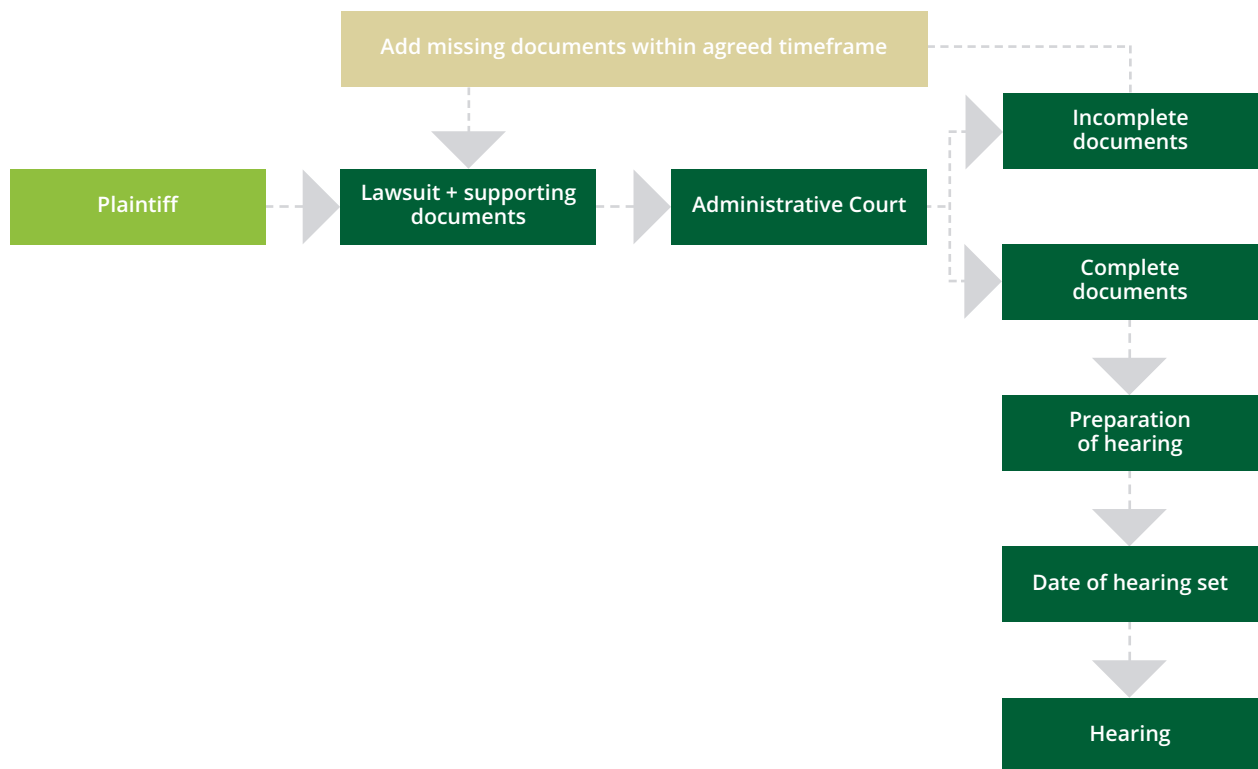 Add missing documents within agreed timeframe
Incomplete
documents
Plaintiff
Lawsuit + supporting
documents
Administrative Court
Complete
documents
Preparation
of hearing
Date of hearing set
Hearing